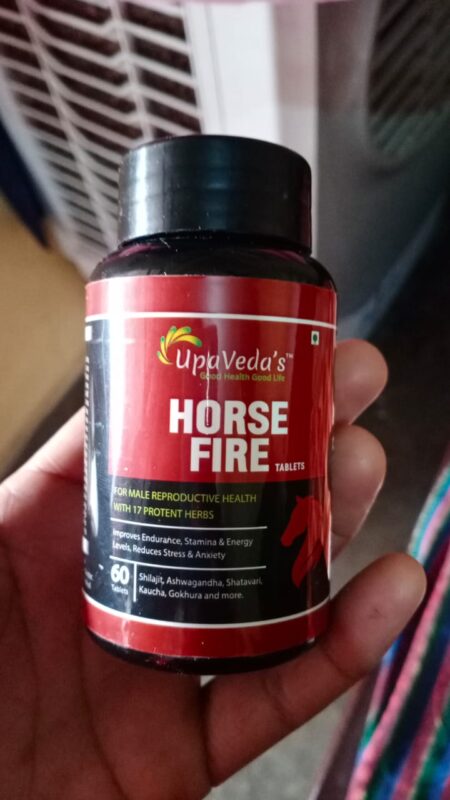 UpaVeda's™
Good Health Good Life
HORSE
FIRE TABLETS
FOR MALE REPRODUCTIVE HEALTH
WITH 17 PROTENT HERBS
Improves Endurance, Stamina & Energy
Levels, Reduces Stress & Anxiety
60
Tablets
Shilajit, Ashwagandha, Shatavari,
Kaucha, Gokhura and more.